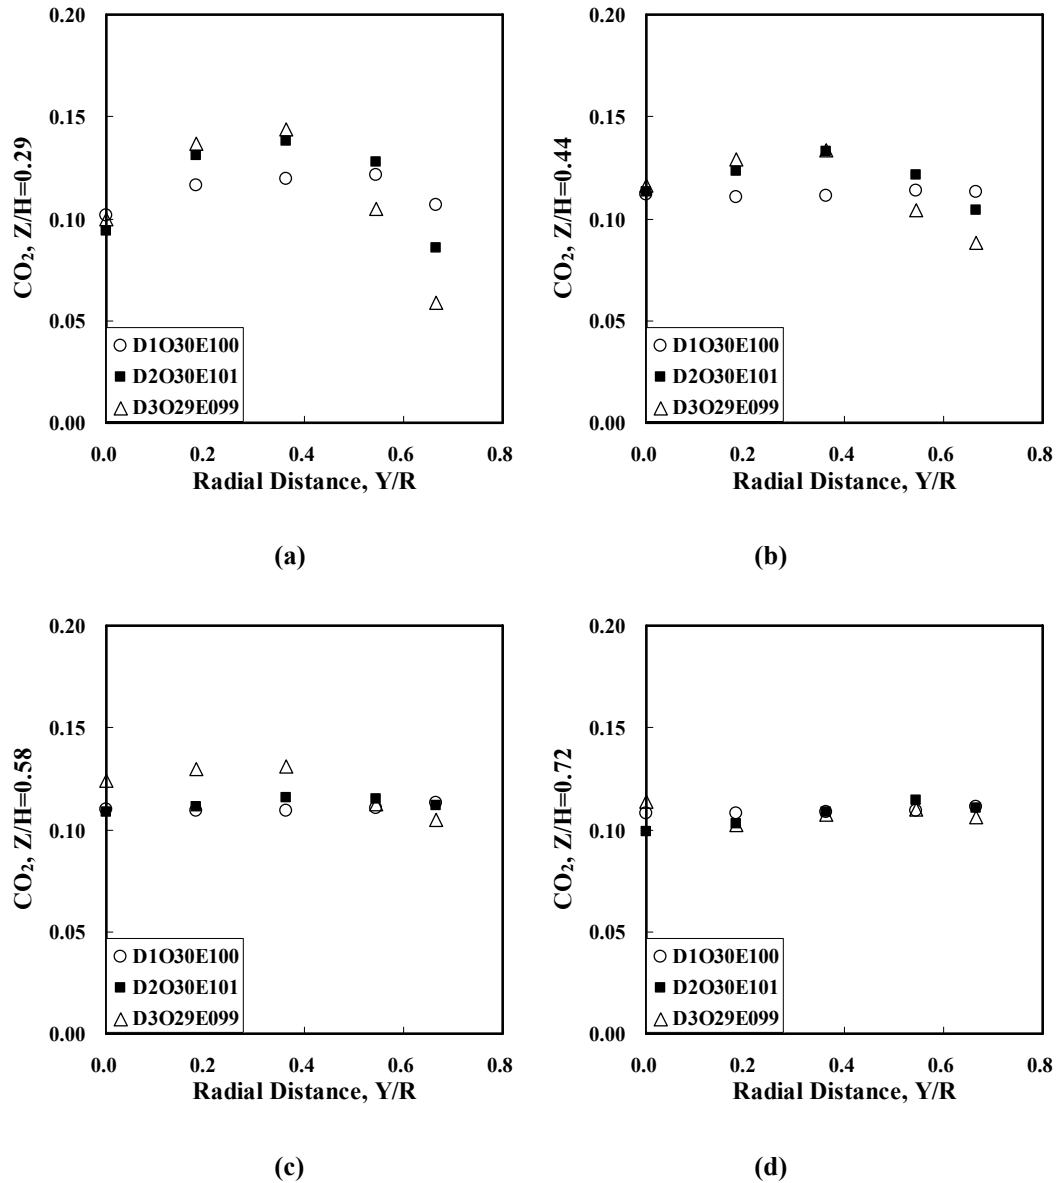 0.20
0.15
0.10
0.05
0.00
CO2, Z/H=0.29
D1O30E100
D2O30E101
D3O29E099
0.0 0.2 0.4 0.6 0.8
Radial Distance, Y/R
(a)
0.20
0.15
0.10
0.05
0.00
CO2, Z/H=0.44
D1O30E100
D2O30E101
D3O29E099
0.0 0.2 0.4 0.6 0.8
Radial Distance, Y/R
(b)
0.20
0.15
0.10
0.05
0.00
CO2, Z/H=0.58
D1O30E100
D2O30E101
D3O29E099
0.0 0.2 0.4 0.6 0.8
Radial Distance, Y/R
(c)
0.20
0.15
0.10
0.05
0.00
CO2, Z/H=0.72
D1O30E100
D2O30E101
D3O29E099
0.0 0.2 0.4 0.6 0.8
Radial Distance, Y/R
(d)